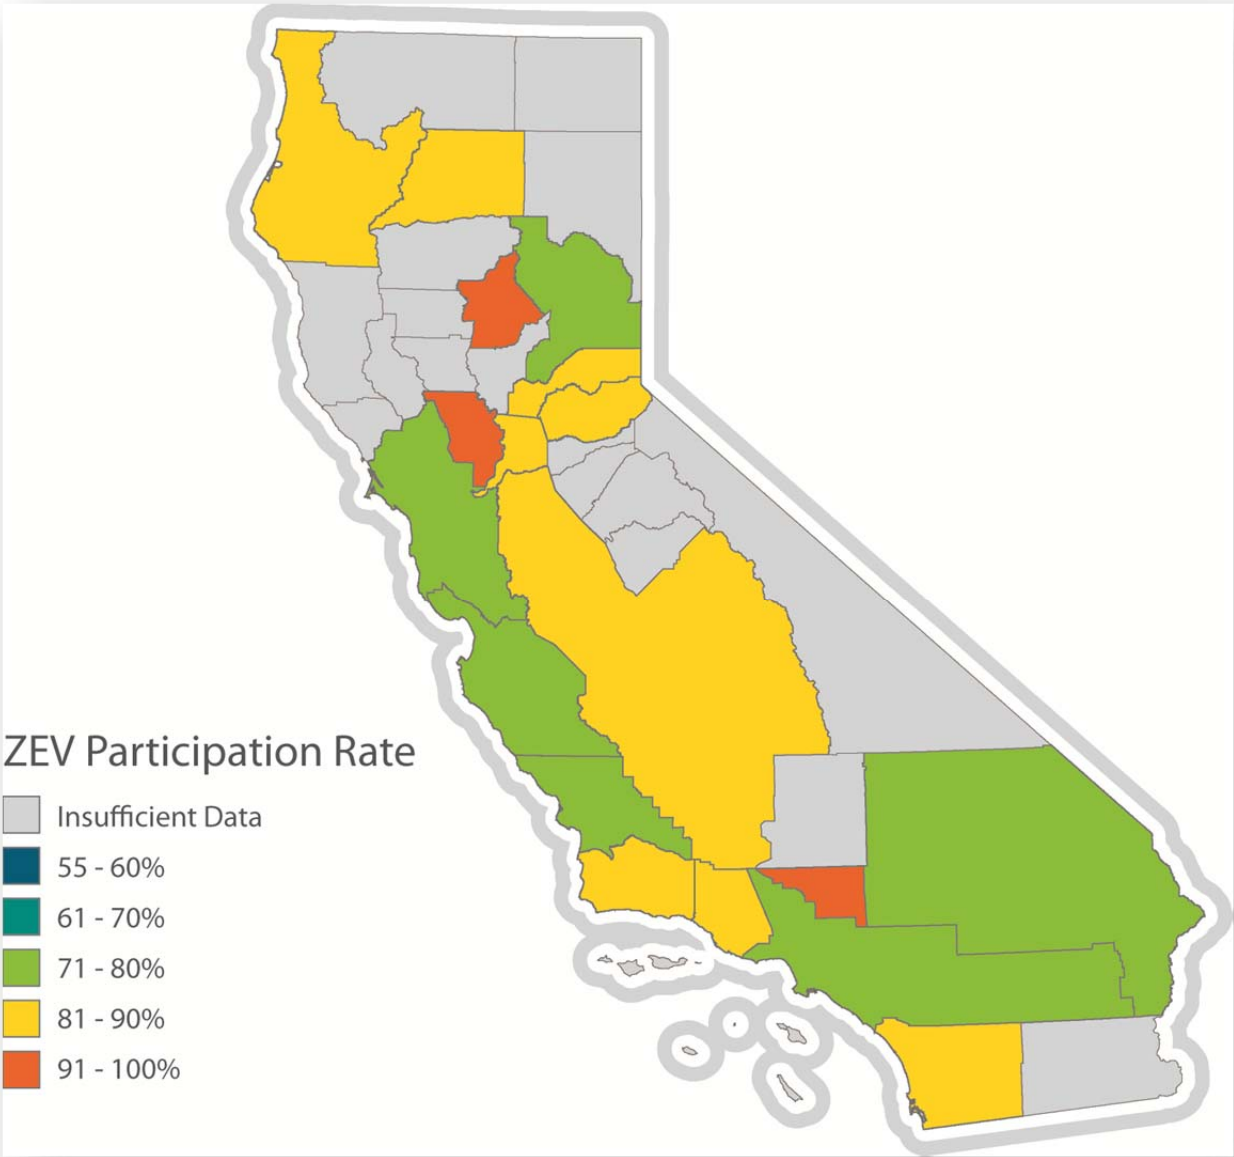 ZEV Participation Rate
Insufficient Data
55 - 60%
61 - 70%
71 - 80%
81 - 90%
91 - 100%